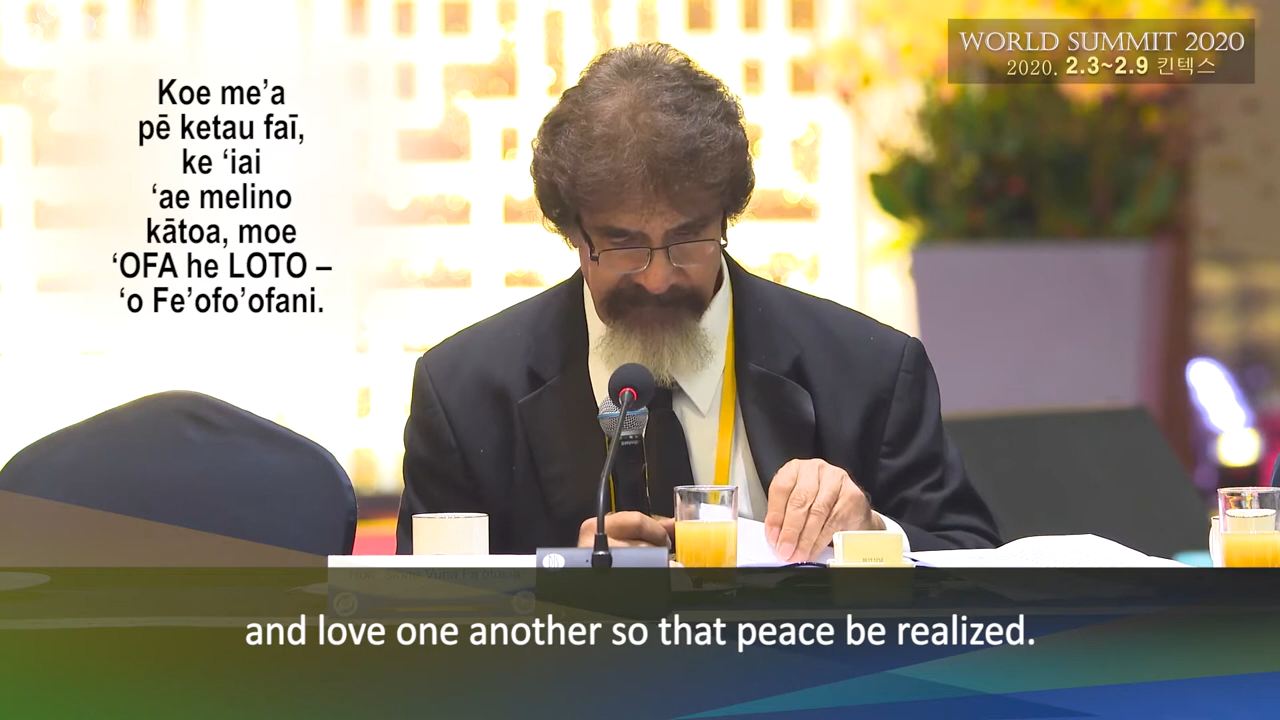 WORLD SUMMIT 2020
2020. 2.3~2.9 킨텍스
Koe me’a
pē ketau faī,
ke ‘iai
‘ae melino
kātoa, moe
‘OFA he LOTO –
‘o Fe’ofo’ofani.
and love one another so that peace be realized.